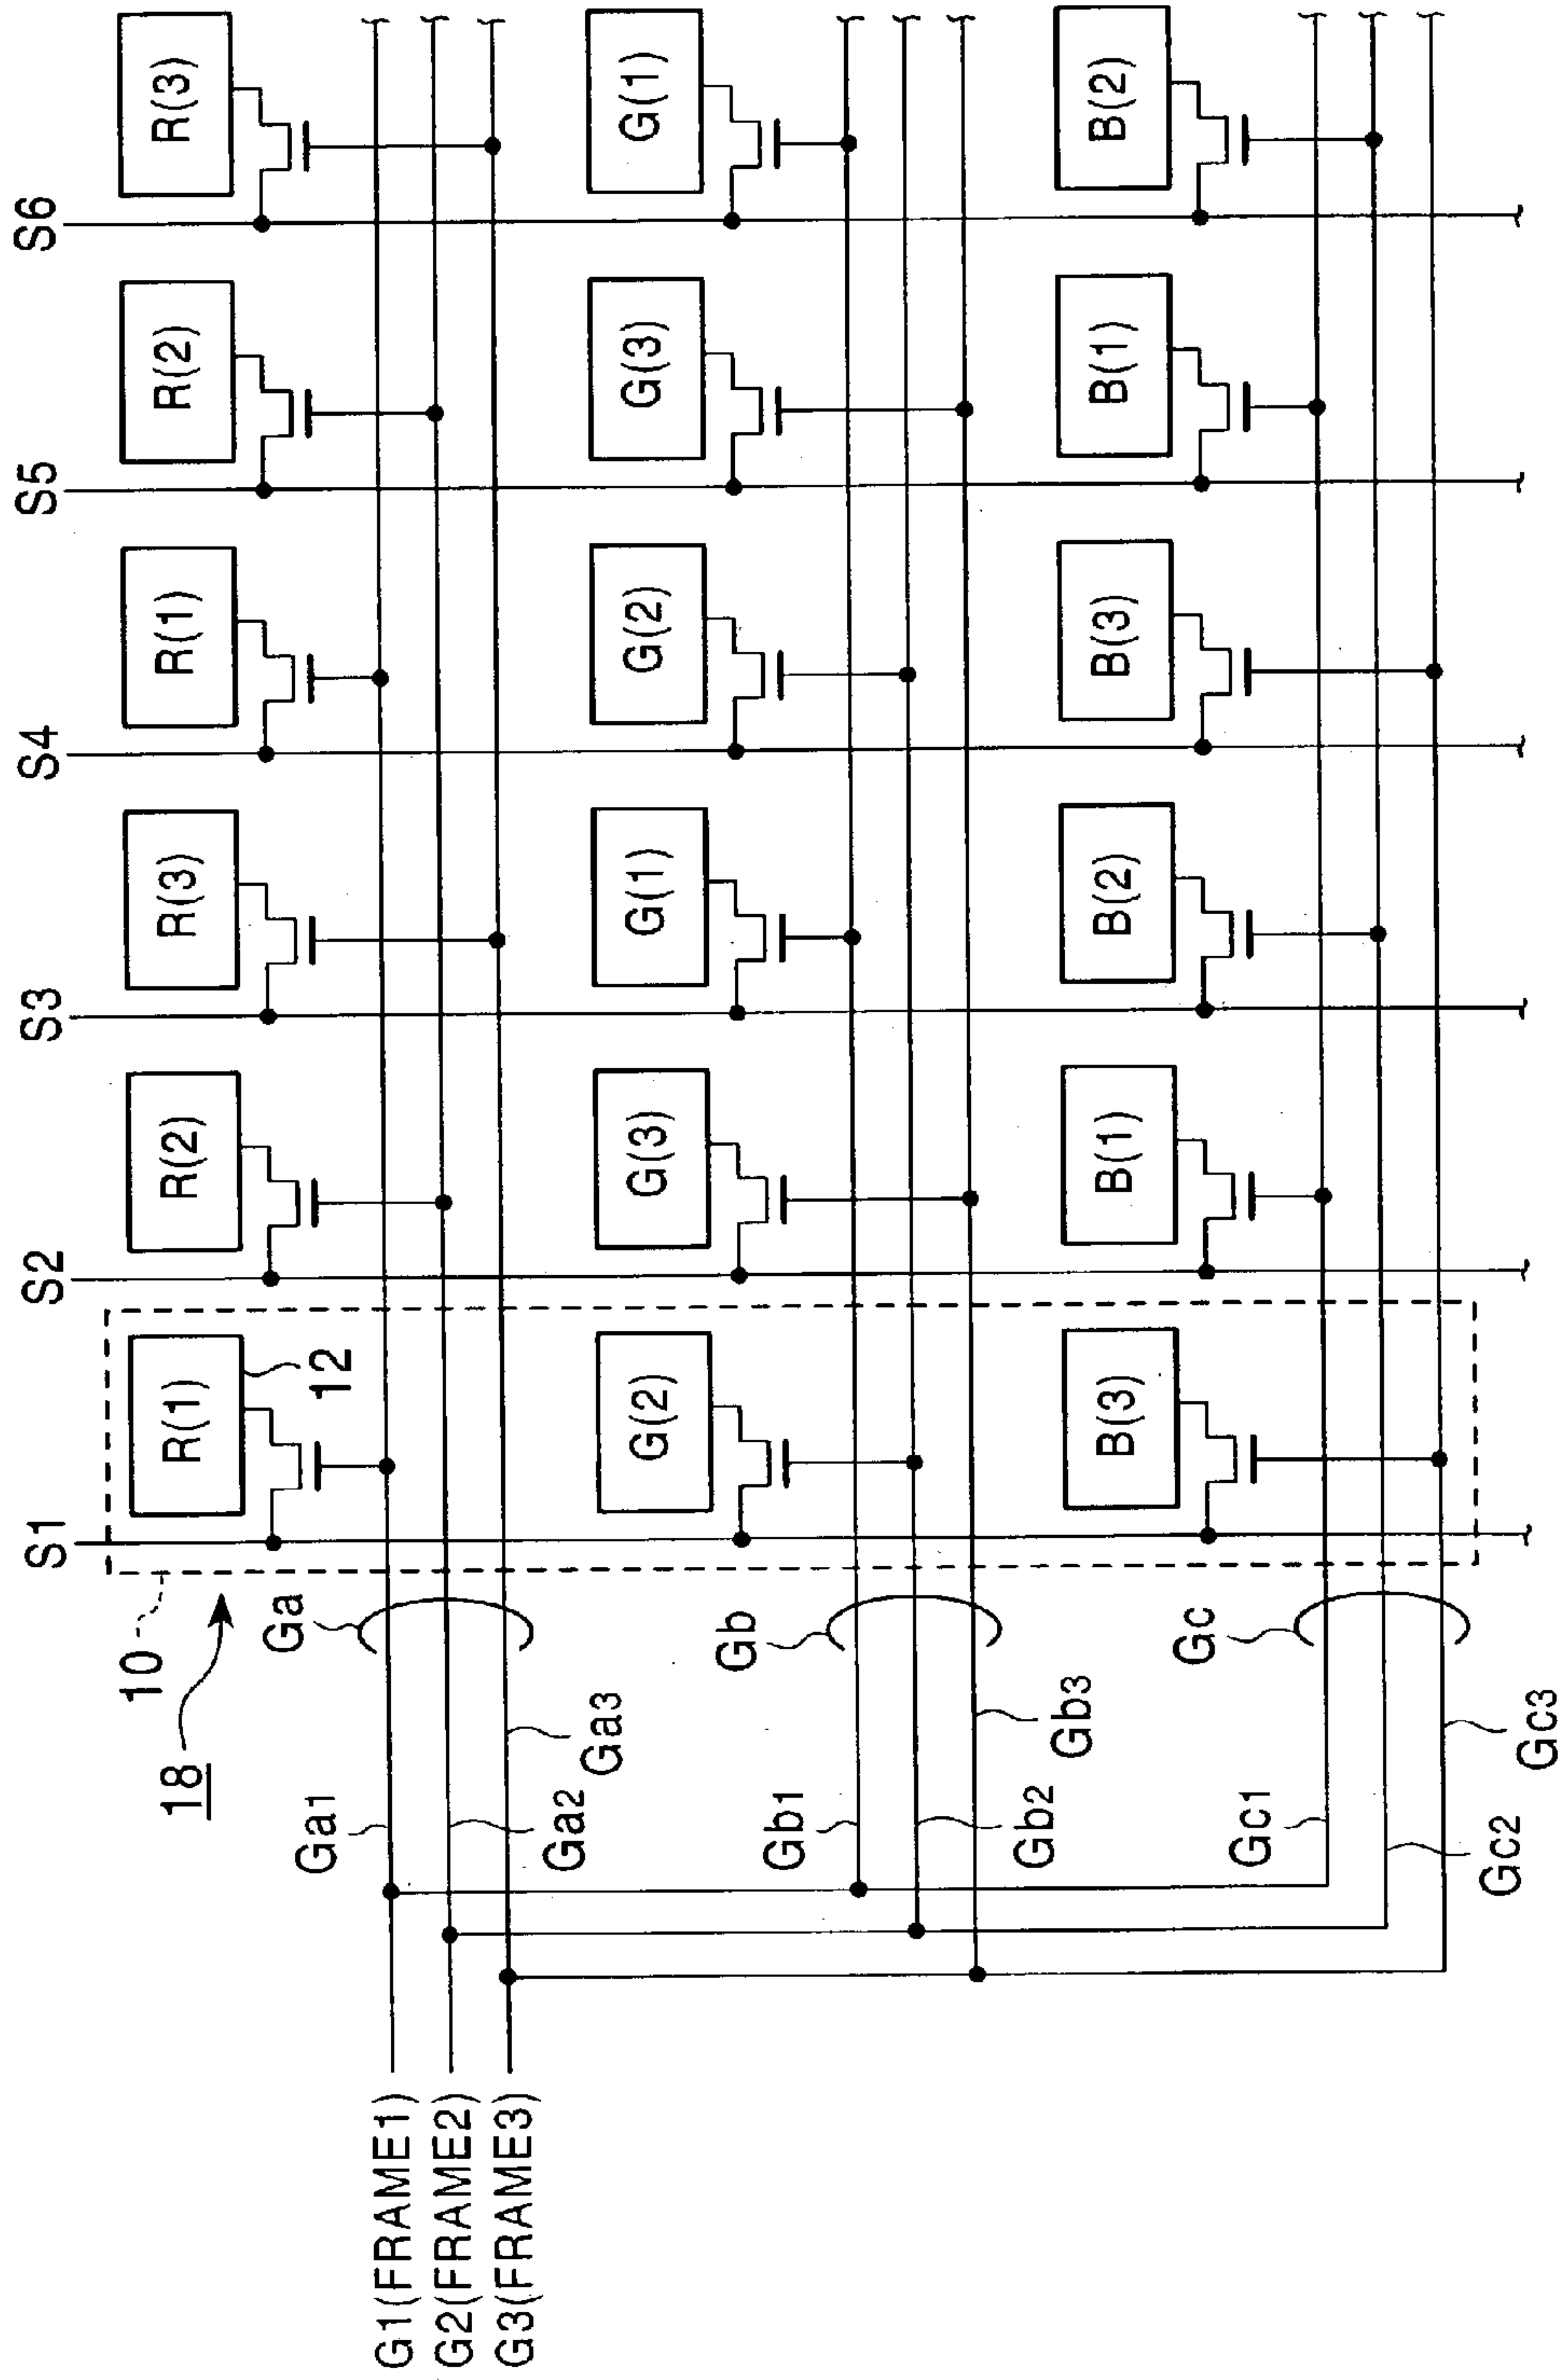 S1 S2 S3 S4 S5 S6
R(1) R(2) R(3) R(1) R(2) R(3)
12
10
18
Ga
Ga1
Ga2
Ga3
G1(FRAME1)
G2(FRAME2)
G3(FRAME3)
G(2) G(3) G(1) G(2) G(3) G(1)
Gb
Gb1
Gb2
Gb3
B(3) B(1) B(2) B(3) B(1) B(2)
Gc
Gc1
Gc2
Gc3